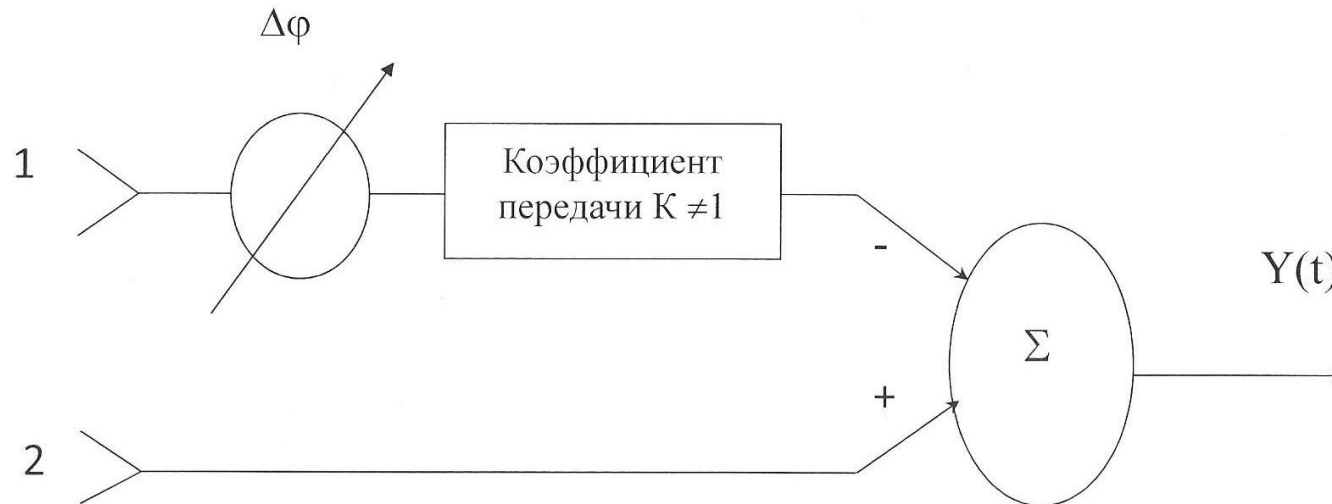 Δφ
1
Коэффициент
передачи К ≠1
-
Σ
Y(t)
+
2